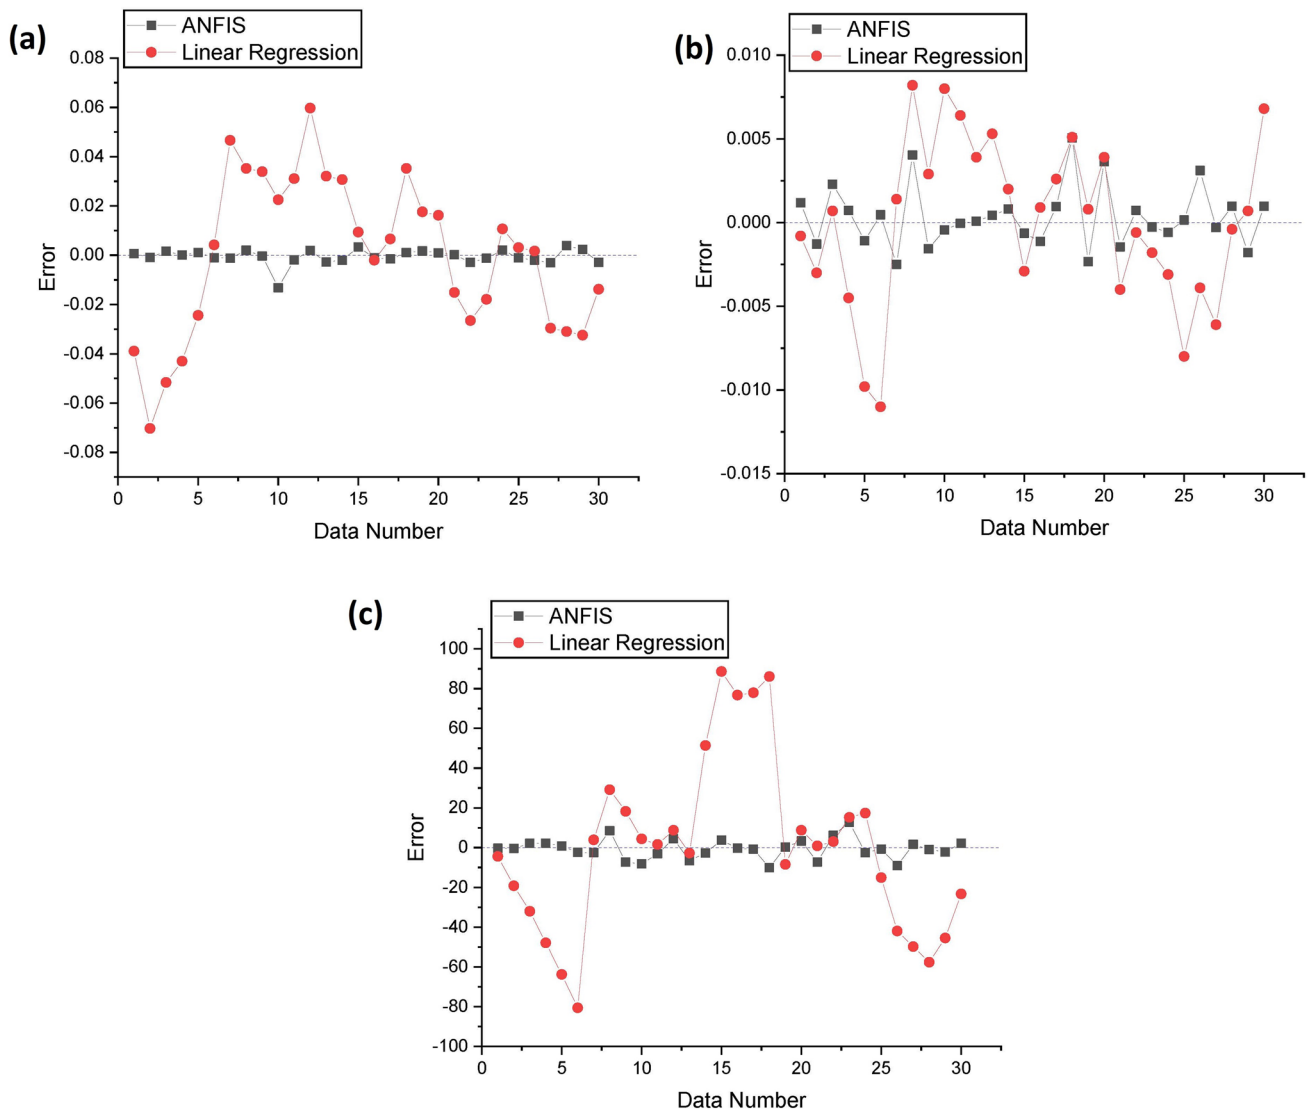 (a)
ANFIS
Linear Regression
0.08
0.06
0.04
0.02
0.00
-0.02
-0.04
-0.06
-0.08
Error
0 5 10 15 20 25 30
Data Number
(b)
ANFIS
Linear Regression
0.010
0.005
0.000
-0.005
-0.010
-0.015
Error
0 5 10 15 20 25 30
Data Number
(c)
ANFIS
Linear Regression
100
80
60
40
20
0
-20
-40
-60
-80
-100
Error
0 5 10 15 20 25 30
Data Number